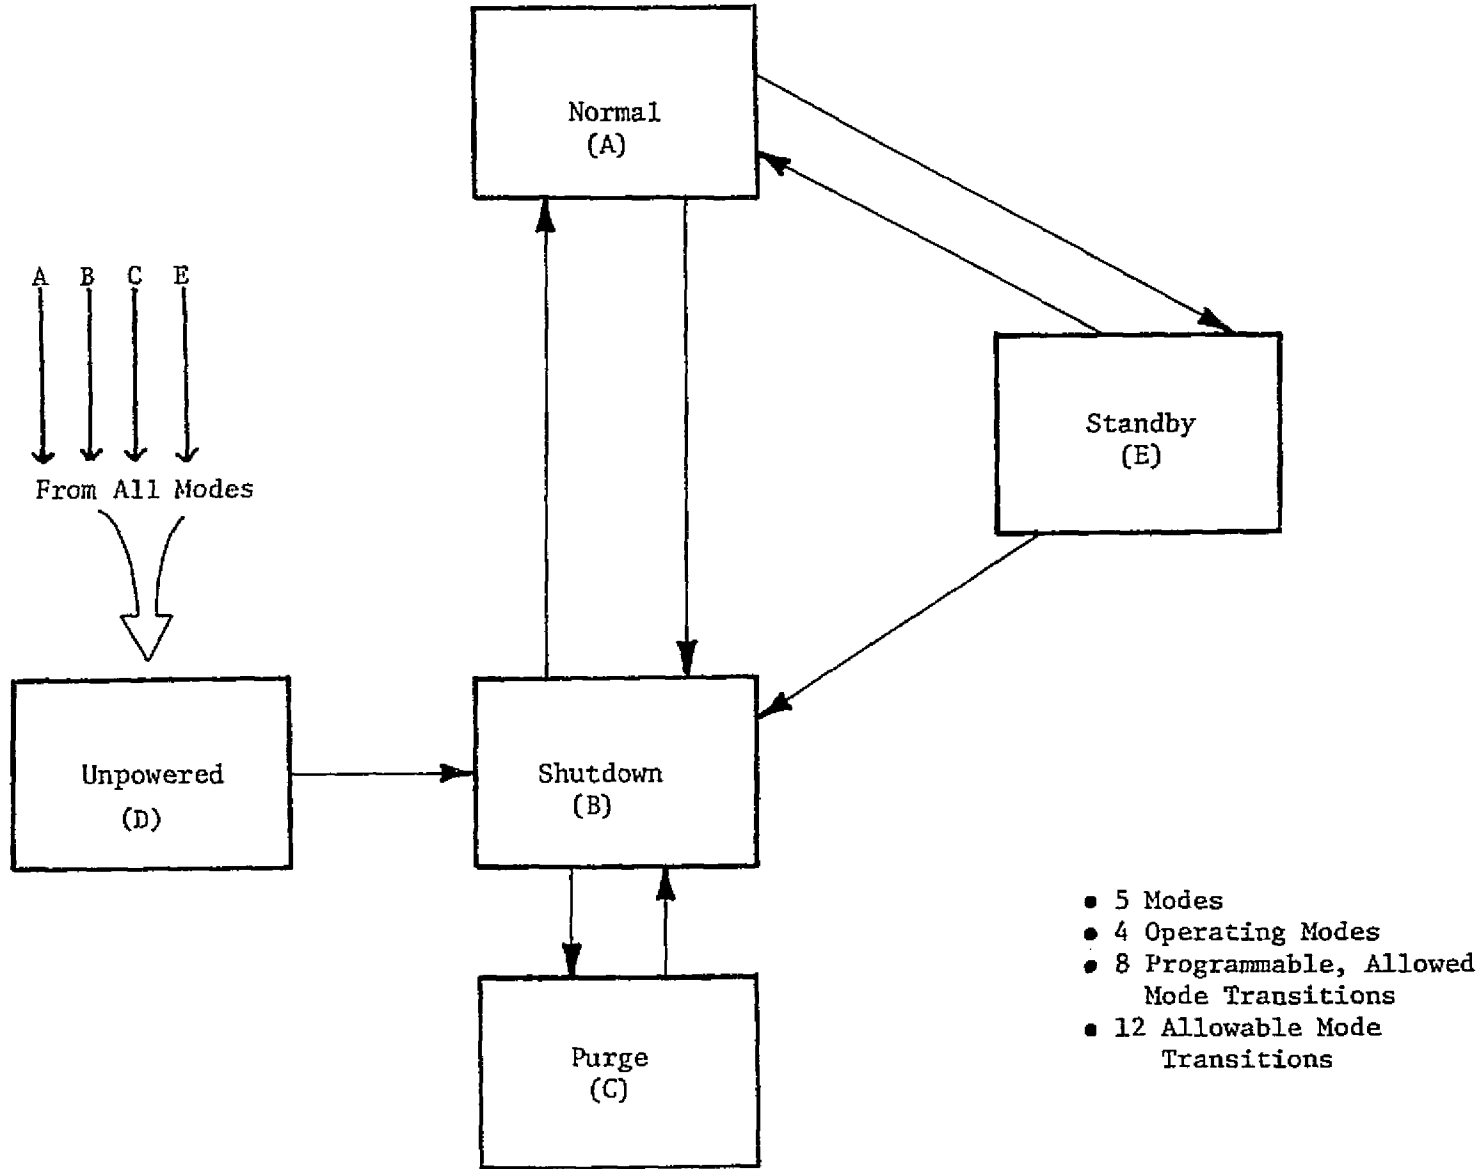 Normal
(A)
A B C E
From All Modes
Standby
(E)
Unpowered
(D)
Shutdown
(B)
Purge
(C)
• 5 Modes
• 4 Operating Modes
• 8 Programmable, Allowed
Mode Transitions
• 12 Allowable Mode
Transitions